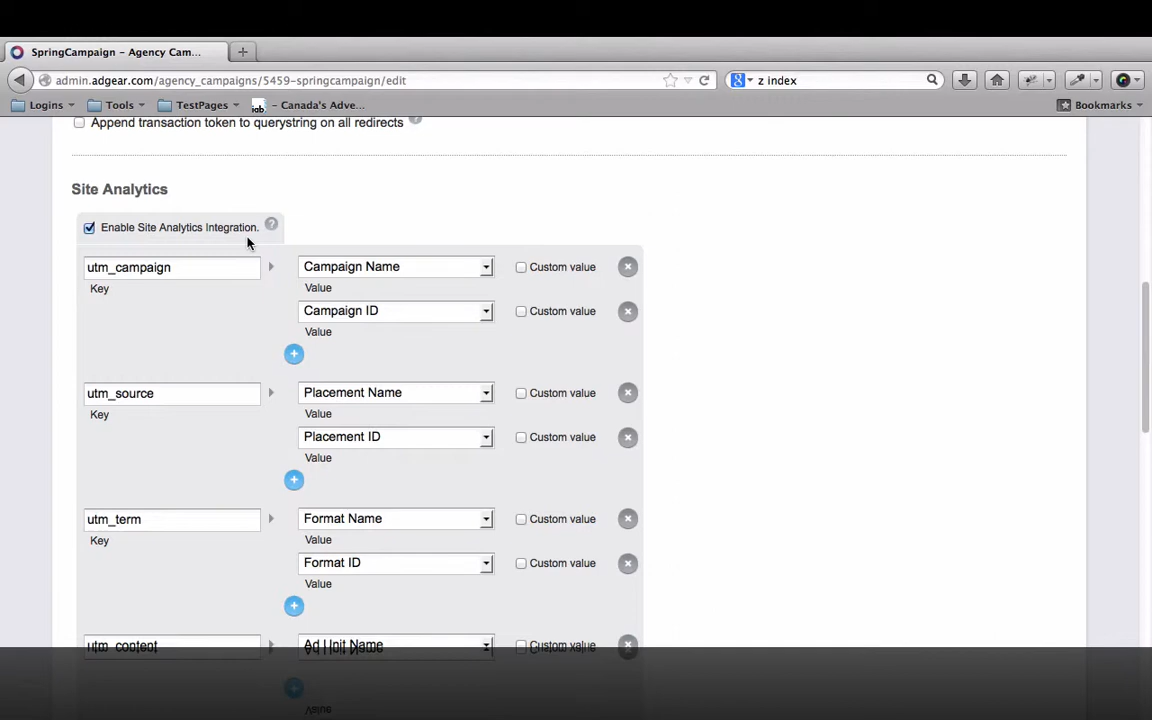 SpringCampaign – Agency Cam...
admin.adgear.com/agency_campaigns/5459-springcampaign/edit
z index
Logins Tools TestPages iab – Canada's Adve... Bookmarks
Append transaction token to querystring on all redirects ?
Site Analytics
Enable Site Analytics Integration. ?
utm_campaign Campaign Name Custom value
Key Value
Campaign ID Custom value
Value
utm_source Placement Name Custom value
Key Value
Placement ID Custom value
Value
utm_term Format Name Custom value
Key Value
Format ID Custom value
Value
utm_content Ad Unit Name Custom value
Value